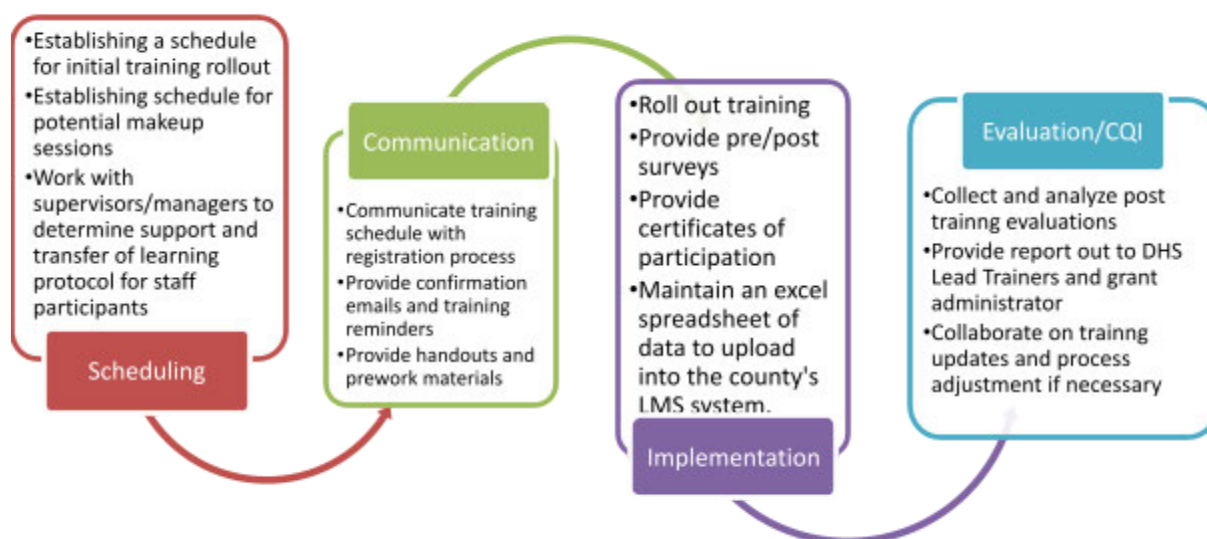 •Establishing a schedule
for initial training rollout
•Establishing schedule for
potential makeup
sessions
•Work with
supervisors/managers to
determine support and
transfer of learning
protocol for staff
participants
Scheduling
Communication
•Communicate training
schedule with
registration process
•Provide confirmation
emails and training
reminders
•Provide handouts and
prework materials
•Roll out training
•Provide pre/post
surveys
•Provide
certificates of
participation
•Maintain an excel
spreadsheet of
data to upload
into the county's
LMS system.
Implementation
Evaluation/CQI
•Collect and analyze post
trainng evaluations
•Provide report out to DHS
Lead Trainers and grant
administrator
•Collaborate on trainng
updates and process
adjustment if necessary